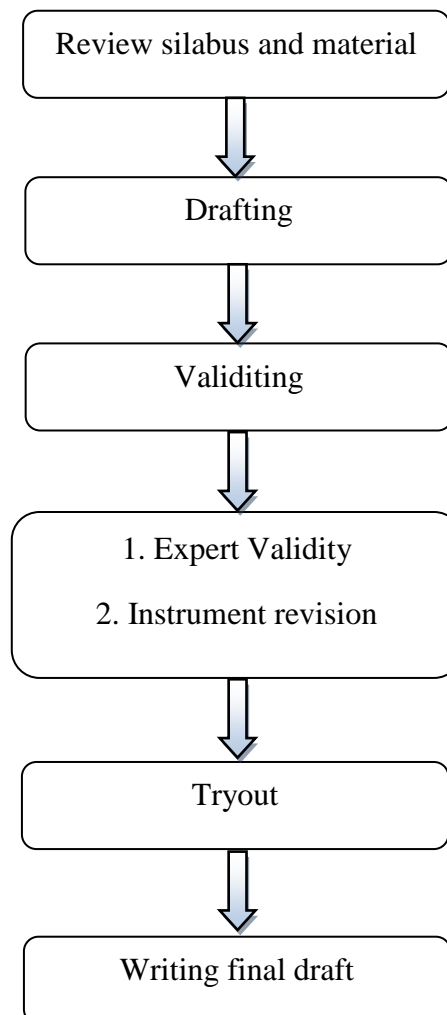 Review silabus and material
Drafting
Validiting
1. Expert Validity
2. Instrument revision
Tryout
Writing final draft